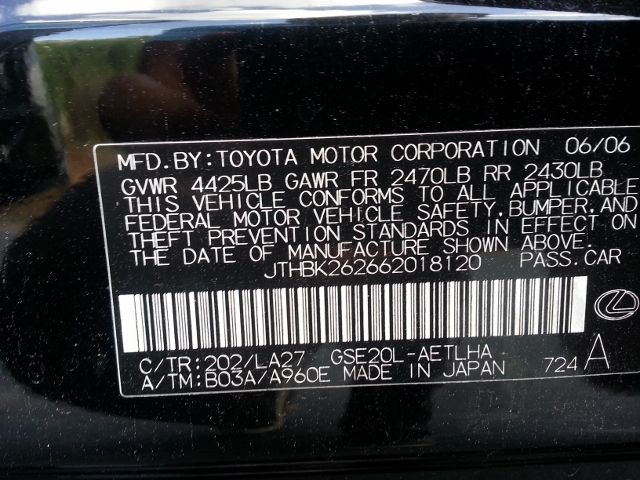 MFD.BY:TOYOTA MOTOR CORPORATION 06/06
GVWR 4425LB GAWR FR 2470LB RR 2430LB
THIS VEHICLE CONFORMS TO ALL APPLICABLE
FEDERAL MOTOR VEHICLE SAFETY,BUMPER,AND
THEFT PREVENTION STANDARDS IN EFFECT ON
THE DATE OF MANUFACTURE SHOWN ABOVE.
JTHBK262662018120 PASS.CAR
C/TR:202/LA27 GSE20L-AETLHA
A/TM:B03A/A960E MADE IN JAPAN 724 A